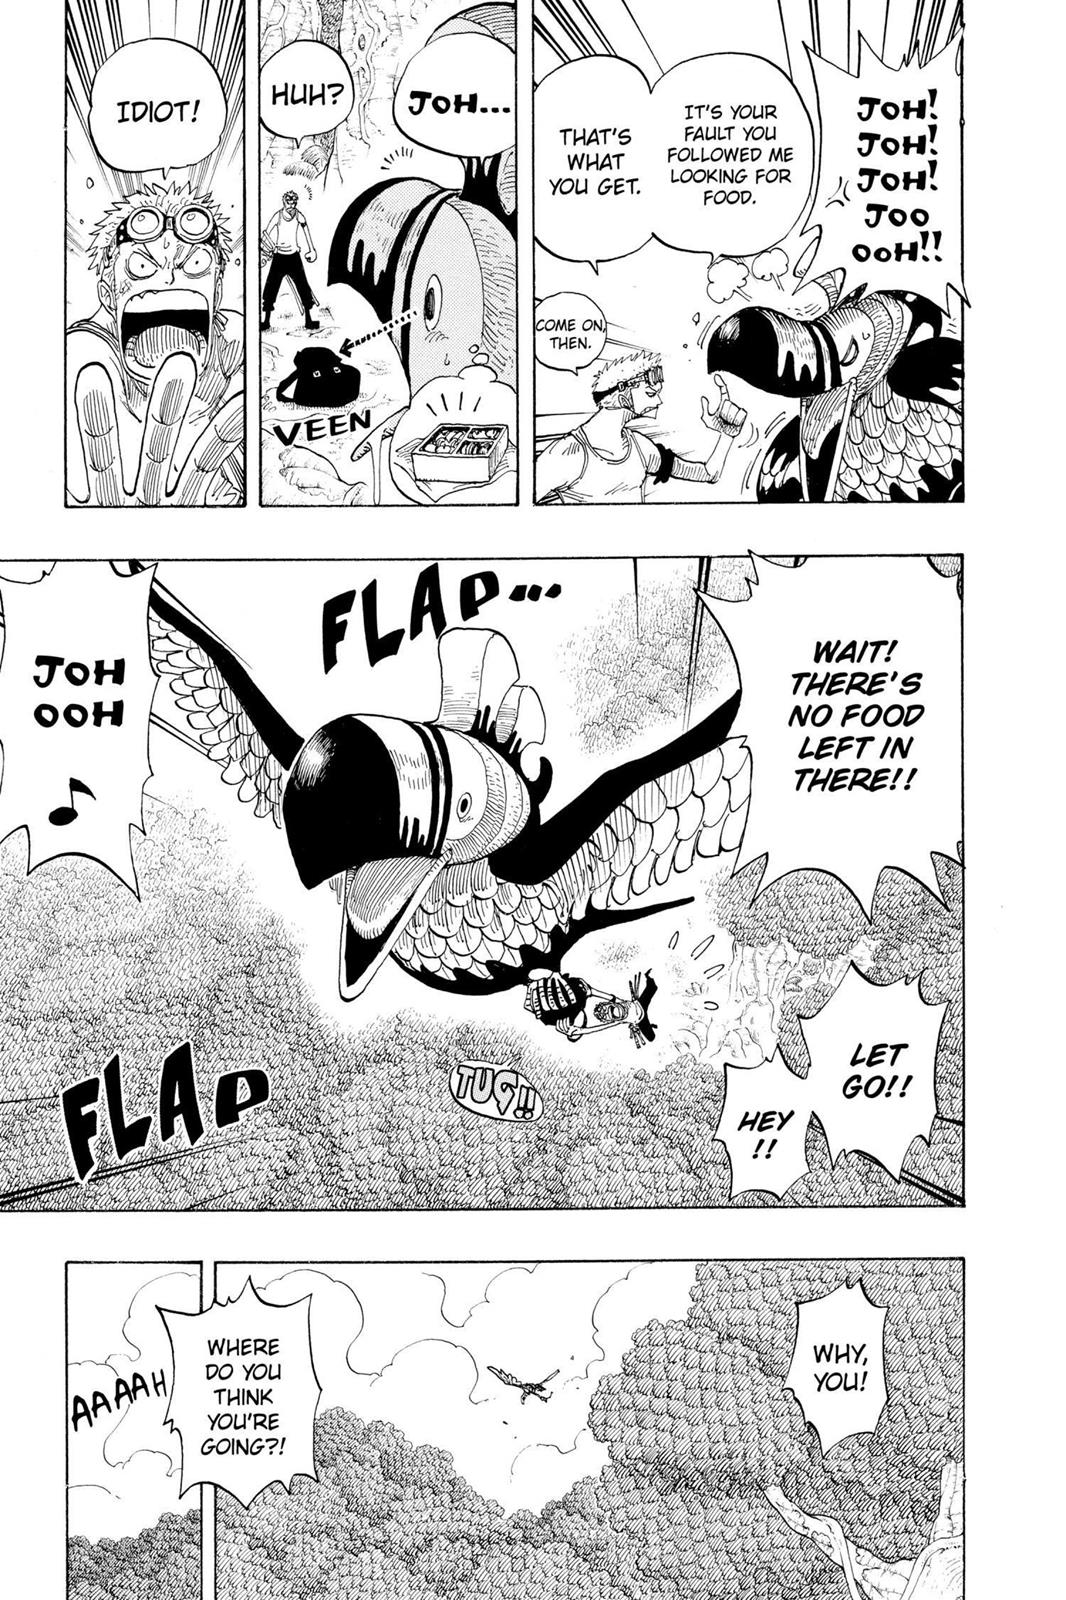 JOH!
JOH!
JOH!
JOO
OOH!!
IT'S YOUR
FAULT YOU
FOLLOWED ME
LOOKING FOR
FOOD.
THAT'S
WHAT
YOU GET.
COME ON,
THEN.
JOH...
HUH?
VEEN
IDIOT!
WAIT!
THERE'S
NO FOOD
LEFT IN
THERE!!
FLAP...
JOH
OOH
LET
GO!!
HEY
!!
TUG!!
FLAP
WHY,
YOU!
WHERE
DO YOU
THINK
YOU'RE
GOING?!
AAAAH